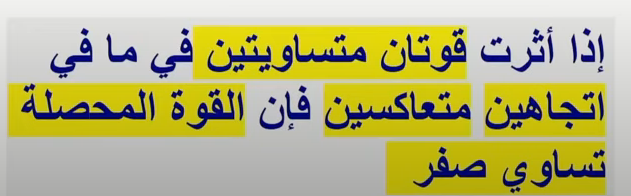 إذا أثرت قوتان متساويتين في ما في
اتجاهين متعاكسين فإن القوة المحصلة
تساوي صفر